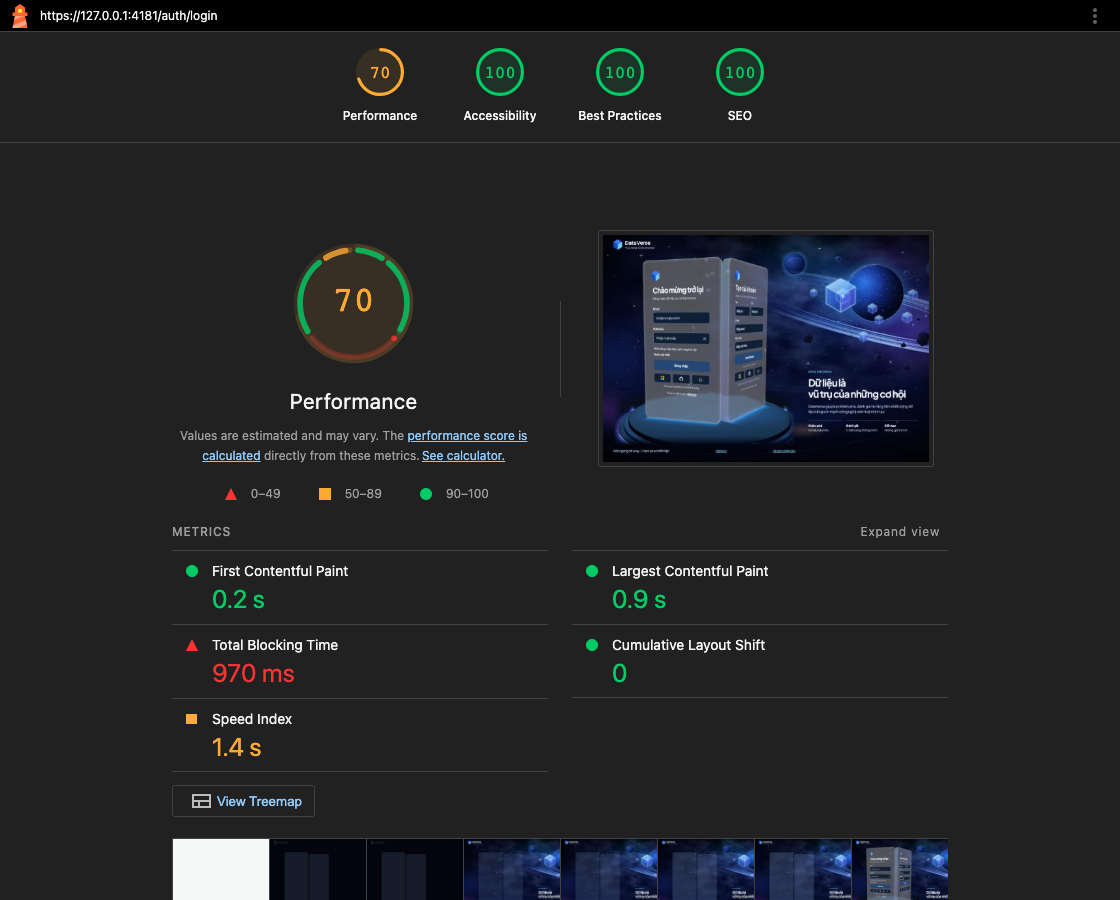 https://127.0.0.1:4181/auth/login
70
100
100
100
Performance
Accessibility
Best Practices
SEO
70
Performance
Values are estimated and may vary. The performance score is
calculated directly from these metrics. See calculator.
0–49
50–89
90–100
DataVerse
Chào mừng trở lại
Tạo tài khoản
Dữ liệu là
vũ trụ của những cơ hội
METRICS
Expand view
First Contentful Paint
0.2 s
Largest Contentful Paint
0.9 s
Total Blocking Time
970 ms
Cumulative Layout Shift
0
Speed Index
1.4 s
View Treemap